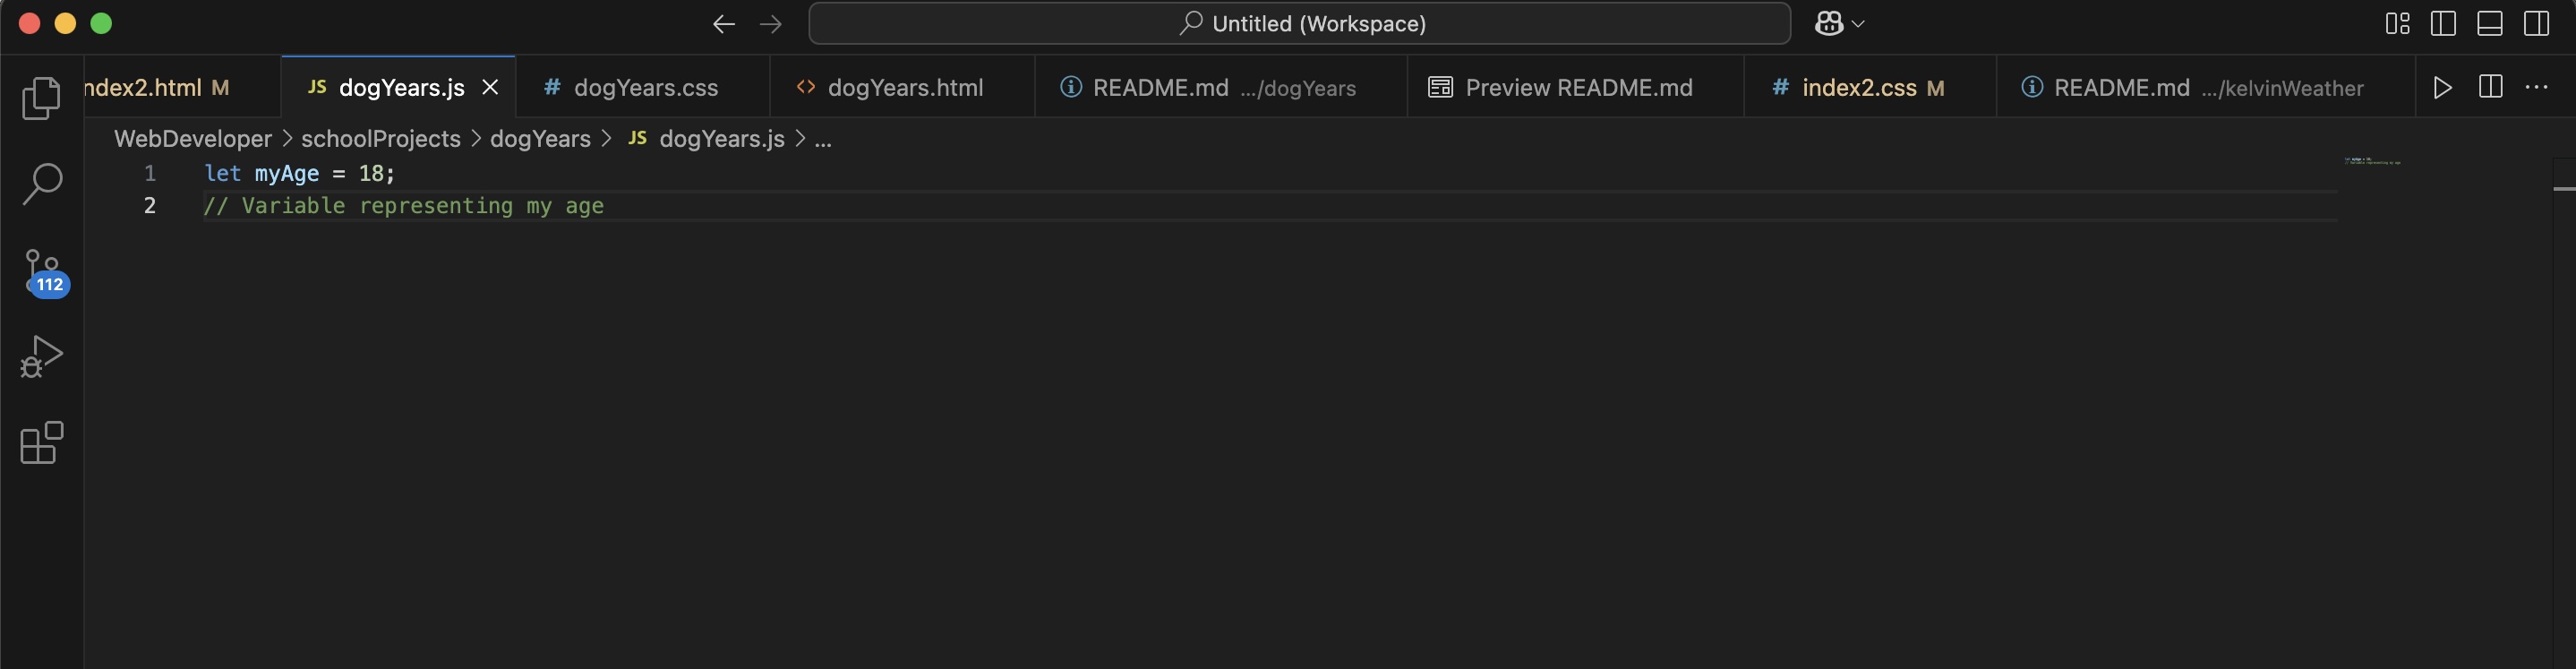 Untitled (Workspace)
ndex2.html M
JS dogYears.js
# dogYears.css
<> dogYears.html
README.md .../dogYears
Preview README.md
# index2.css M
README.md .../kelvinWeather
WebDeveloper > schoolProjects > dogYears > JS dogYears.js > ...
1 let myAge = 18;
2 // Variable representing my age
112